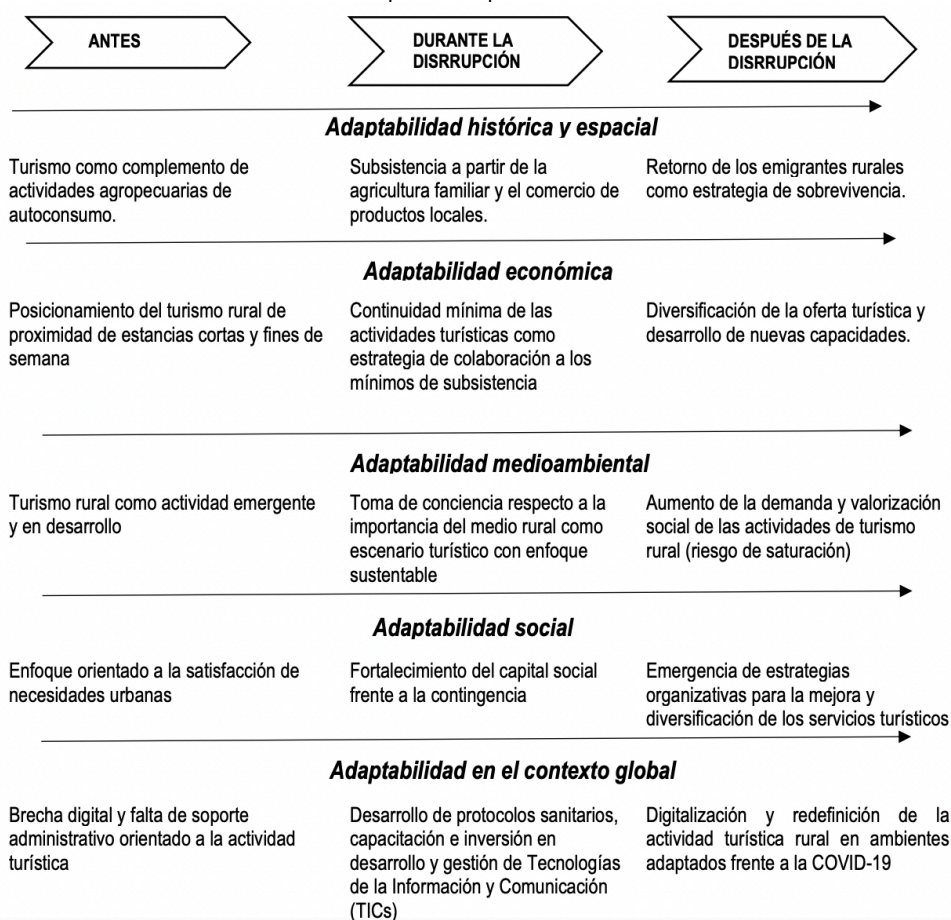 ANTES
DURANTE LA
DISRRUPCIÓN
DESPUÉS DE LA
DISRRUPCIÓN
Adaptabilidad histórica y espacial
Turismo como complemento de
actividades agropecuarias de
autoconsumo.
Subsistencia a partir de la
agricultura familiar y el comercio de
productos locales.
Retorno de los emigrantes rurales
como estrategia de sobrevivencia.
Adaptabilidad económica
Posicionamiento del turismo rural de
proximidad de estancias cortas y fines de
semana
Continuidad mínima de las
actividades turísticas como
estrategia de colaboración a los
mínimos de subsistencia
Diversificación de la oferta turística y
desarrollo de nuevas capacidades.
Adaptabilidad medioambiental
Turismo rural como actividad emergente
y en desarrollo
Toma de conciencia respecto a la
importancia del medio rural como
escenario turístico con enfoque
sustentable
Aumento de la demanda y valorización
social de las actividades de turismo
rural (riesgo de saturación)
Adaptabilidad social
Enfoque orientado a la satisfacción de
necesidades urbanas
Fortalecimiento del capital social
frente a la contingencia
Emergencia de estrategias
organizativas para la mejora y
diversificación de los servicios turísticos
Adaptabilidad en el contexto global
Brecha digital y falta de soporte
administrativo orientado a la actividad
turística
Desarrollo de protocolos sanitarios,
capacitación e inversión en
desarrollo y gestión de Tecnologías
de la Información y Comunicación
(TICs)
Digitalización y redefinición de la
actividad turística rural en ambientes
adaptados frente a la COVID-19